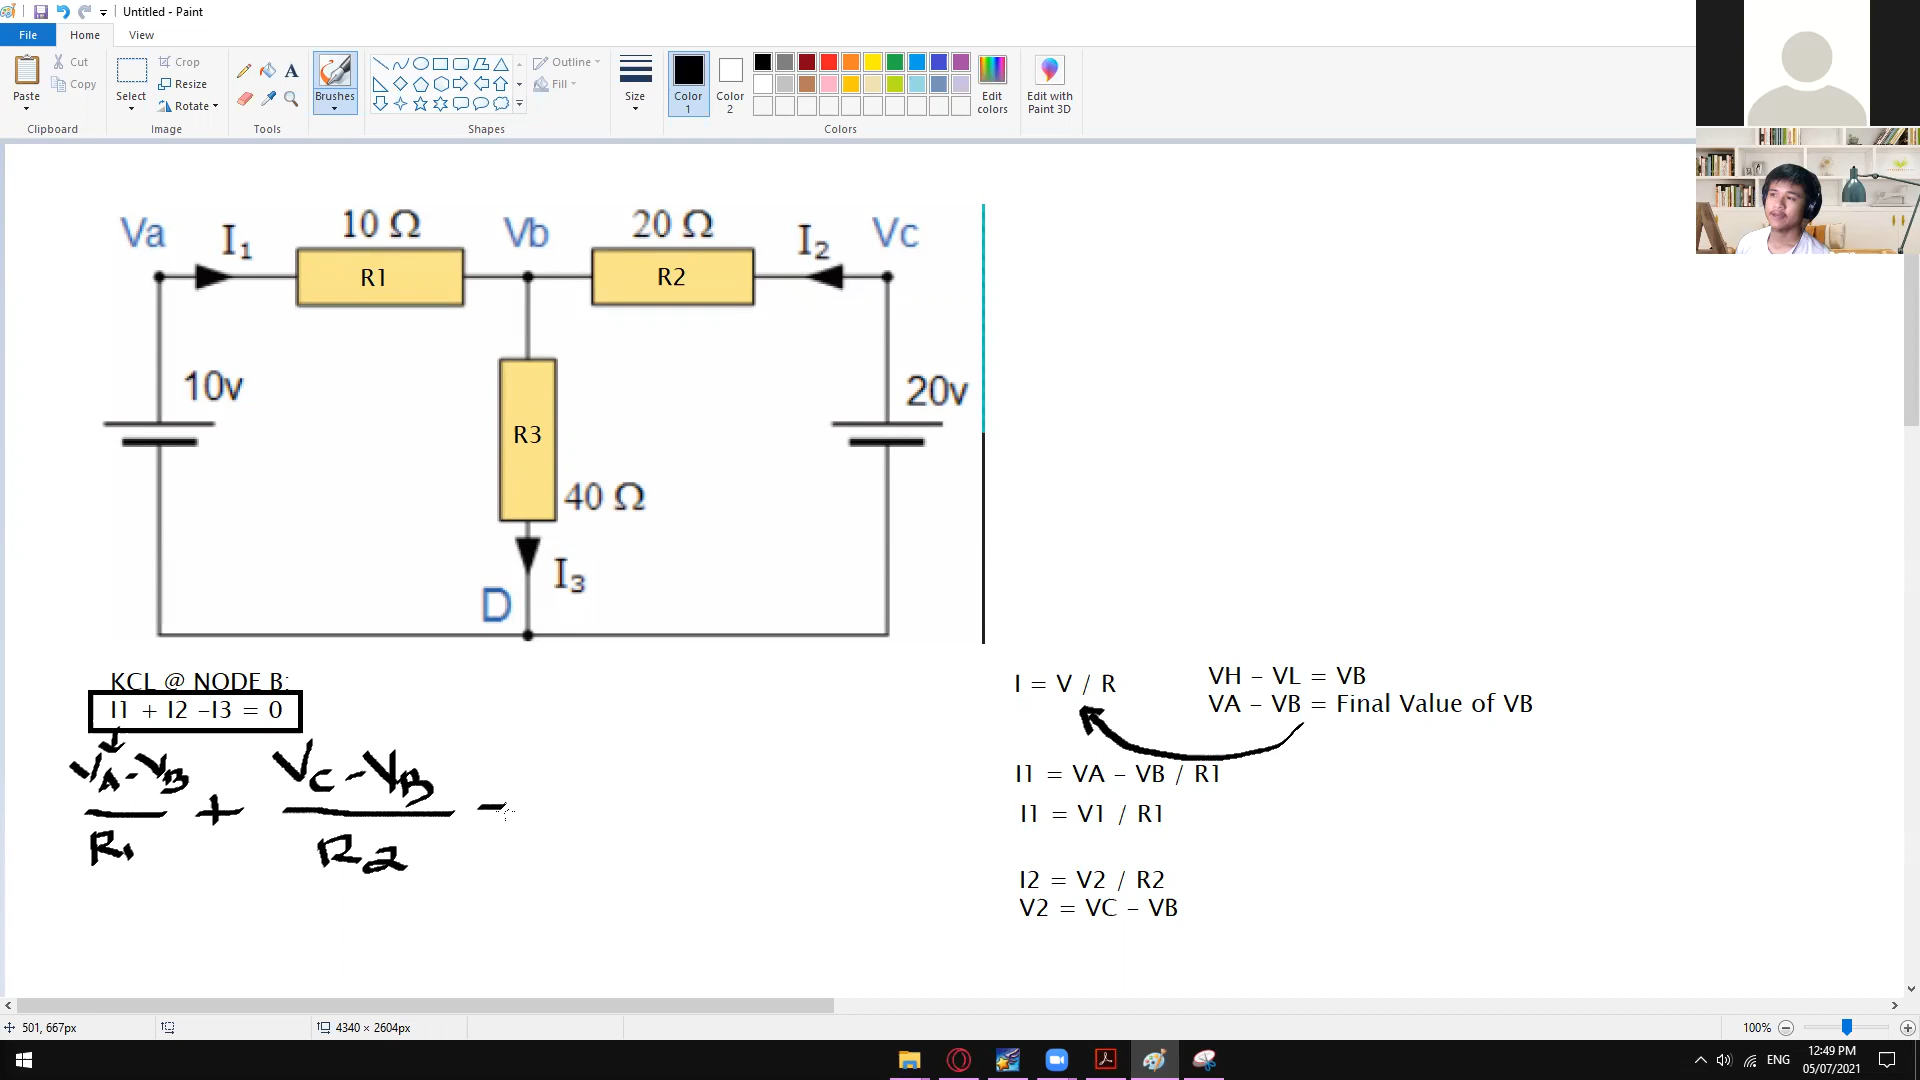 Untitled - Paint
File Home View
Paste Cut Copy Clipboard
Select Crop Resize Rotate Image
Tools
Brushes
Shapes Outline Fill
Size
Color 1 Color 2 Edit colors Edit with Paint 3D Colors
Va I1 10 Ω Vb 20 Ω I2 Vc
R1 R2
10v 20v
R3
40 Ω
I3
D
KCL @ NODE B:
I1 + I2 -I3 = 0
VA - VB + VC - VB -
R1 R2
I = V / R
VH - VL = VB
VA - VB = Final Value of VB
I1 = VA - VB / R1
I1 = V1 / R1
I2 = V2 / R2
V2 = VC - VB
501, 667px 4340 × 2604px 100%
ENG 12:49 PM
05/07/2021